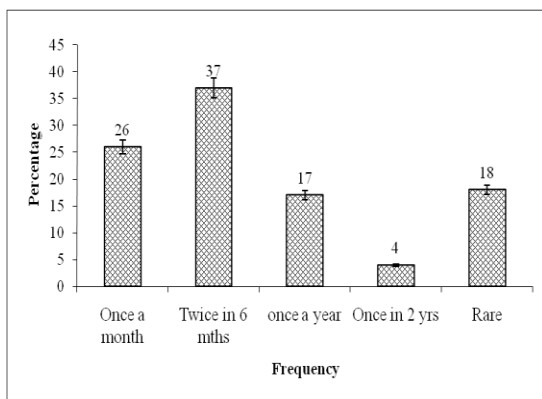 45
40
35
30
25
20
15
10
5
0
Percentage
26
37
17
4
18
Once a month
Twice in 6 mths
once a year
Once in 2 yrs
Rare
Frequency